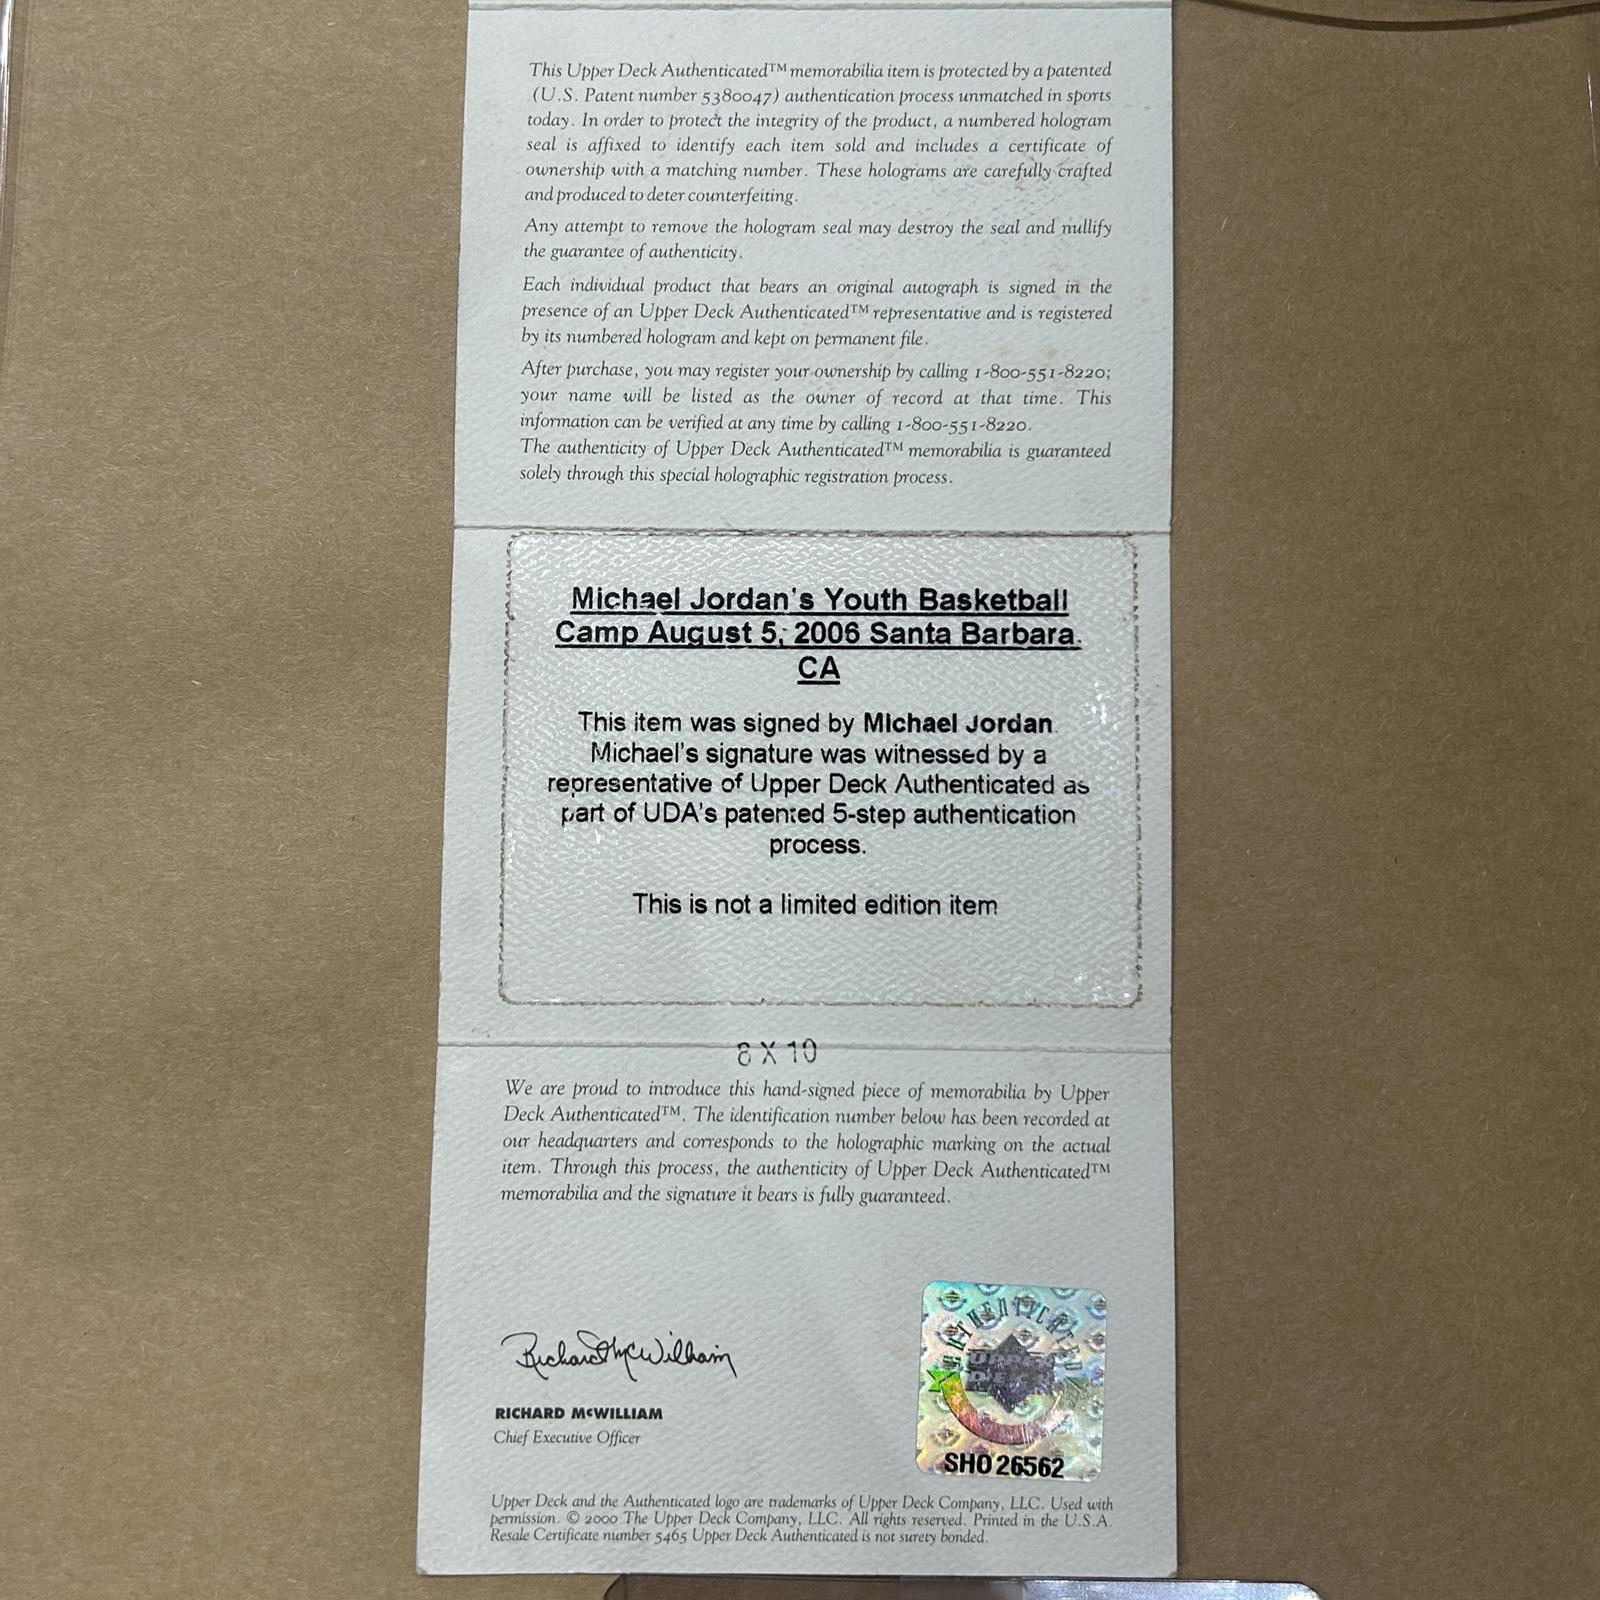 This Upper Deck Authenticated™ memorabilia item is protected by a patented
(U.S. Patent number 5380047) authentication process unmatched in sports
today. In order to protect the integrity of the product, a numbered hologram
seal is affixed to identify each item sold and includes a certificate of
ownership with a matching number. These holograms are carefully crafted
and produced to deter counterfeiting.
Any attempt to remove the hologram seal may destroy the seal and nullify
the guarantee of authenticity.
Each individual product that bears an original autograph is signed in the
presence of an Upper Deck Authenticated™ representative and is registered
by its numbered hologram and kept on permanent file.
After purchase, you may register your ownership by calling 1-800-551-8220;
your name will be listed as the owner of record at that time. This
information can be verified at any time by calling 1-800-551-8220.
The authenticity of Upper Deck Authenticated™ memorabilia is guaranteed
solely through this special holographic registration process.
Michael Jordan's Youth Basketball
Camp August 5, 2006 Santa Barbara.
CA
This item was signed by Michael Jordan.
Michael's signature was witnessed by a
representative of Upper Deck Authenticated as
part of UDA's patented 5-step authentication
process.
This is not a limited edition item
8 X 10
We are proud to introduce this hand-signed piece of memorabilia by Upper
Deck Authenticated™. The identification number below has been recorded at
our headquarters and corresponds to the holographic marking on the actual
item. Through this process, the authenticity of Upper Deck Authenticated™
memorabilia and the signature it bears is fully guaranteed.
Richard McWilliam
RICHARD McWILLIAM
Chief Executive Officer
AUTHENTICATED
UPPER
DECK
SHO 26562
Upper Deck and the Authenticated logo are trademarks of Upper Deck Company, LLC. Used with
permission. © 2000 The Upper Deck Company, LLC. All rights reserved. Printed in the U.S.A.
Resale Certificate number 5465 Upper Deck Authenticated is not surety bonded.